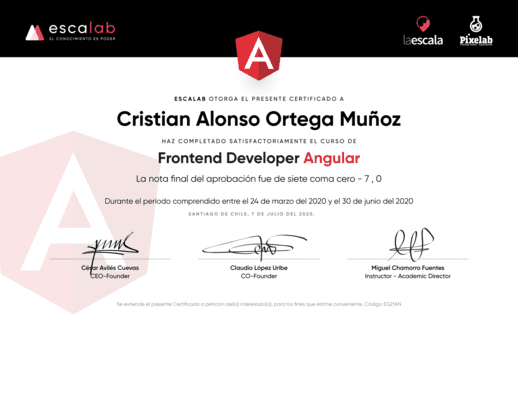 escalab
EL CONOCIMIENTO ES PODER
laescala
Pixelab
A
ESCALAB OTORGA EL PRESENTE CERTIFICADO A
Cristian Alonso Ortega Muñoz
HAZ COMPLETADO SATISFACTORIAMENTE EL CURSO DE
Frontend Developer Angular
La nota final del aprobación fue de siete coma cero - 7 , 0
Durante el periodo comprendido entre el 24 de marzo del 2020 y el 30 de junio del 2020
SANTIAGO DE CHILE, 7 DE JULIO DEL 2020.
César Avilés Cuevas
CEO-Founder
Claudio López Uribe
CO-Founder
Miguel Chamorro Fuentes
Instructor - Academic Director
Se extiende el presente Certificado a petición del(a) interesado(a), para los fines que estime conveniente. Código